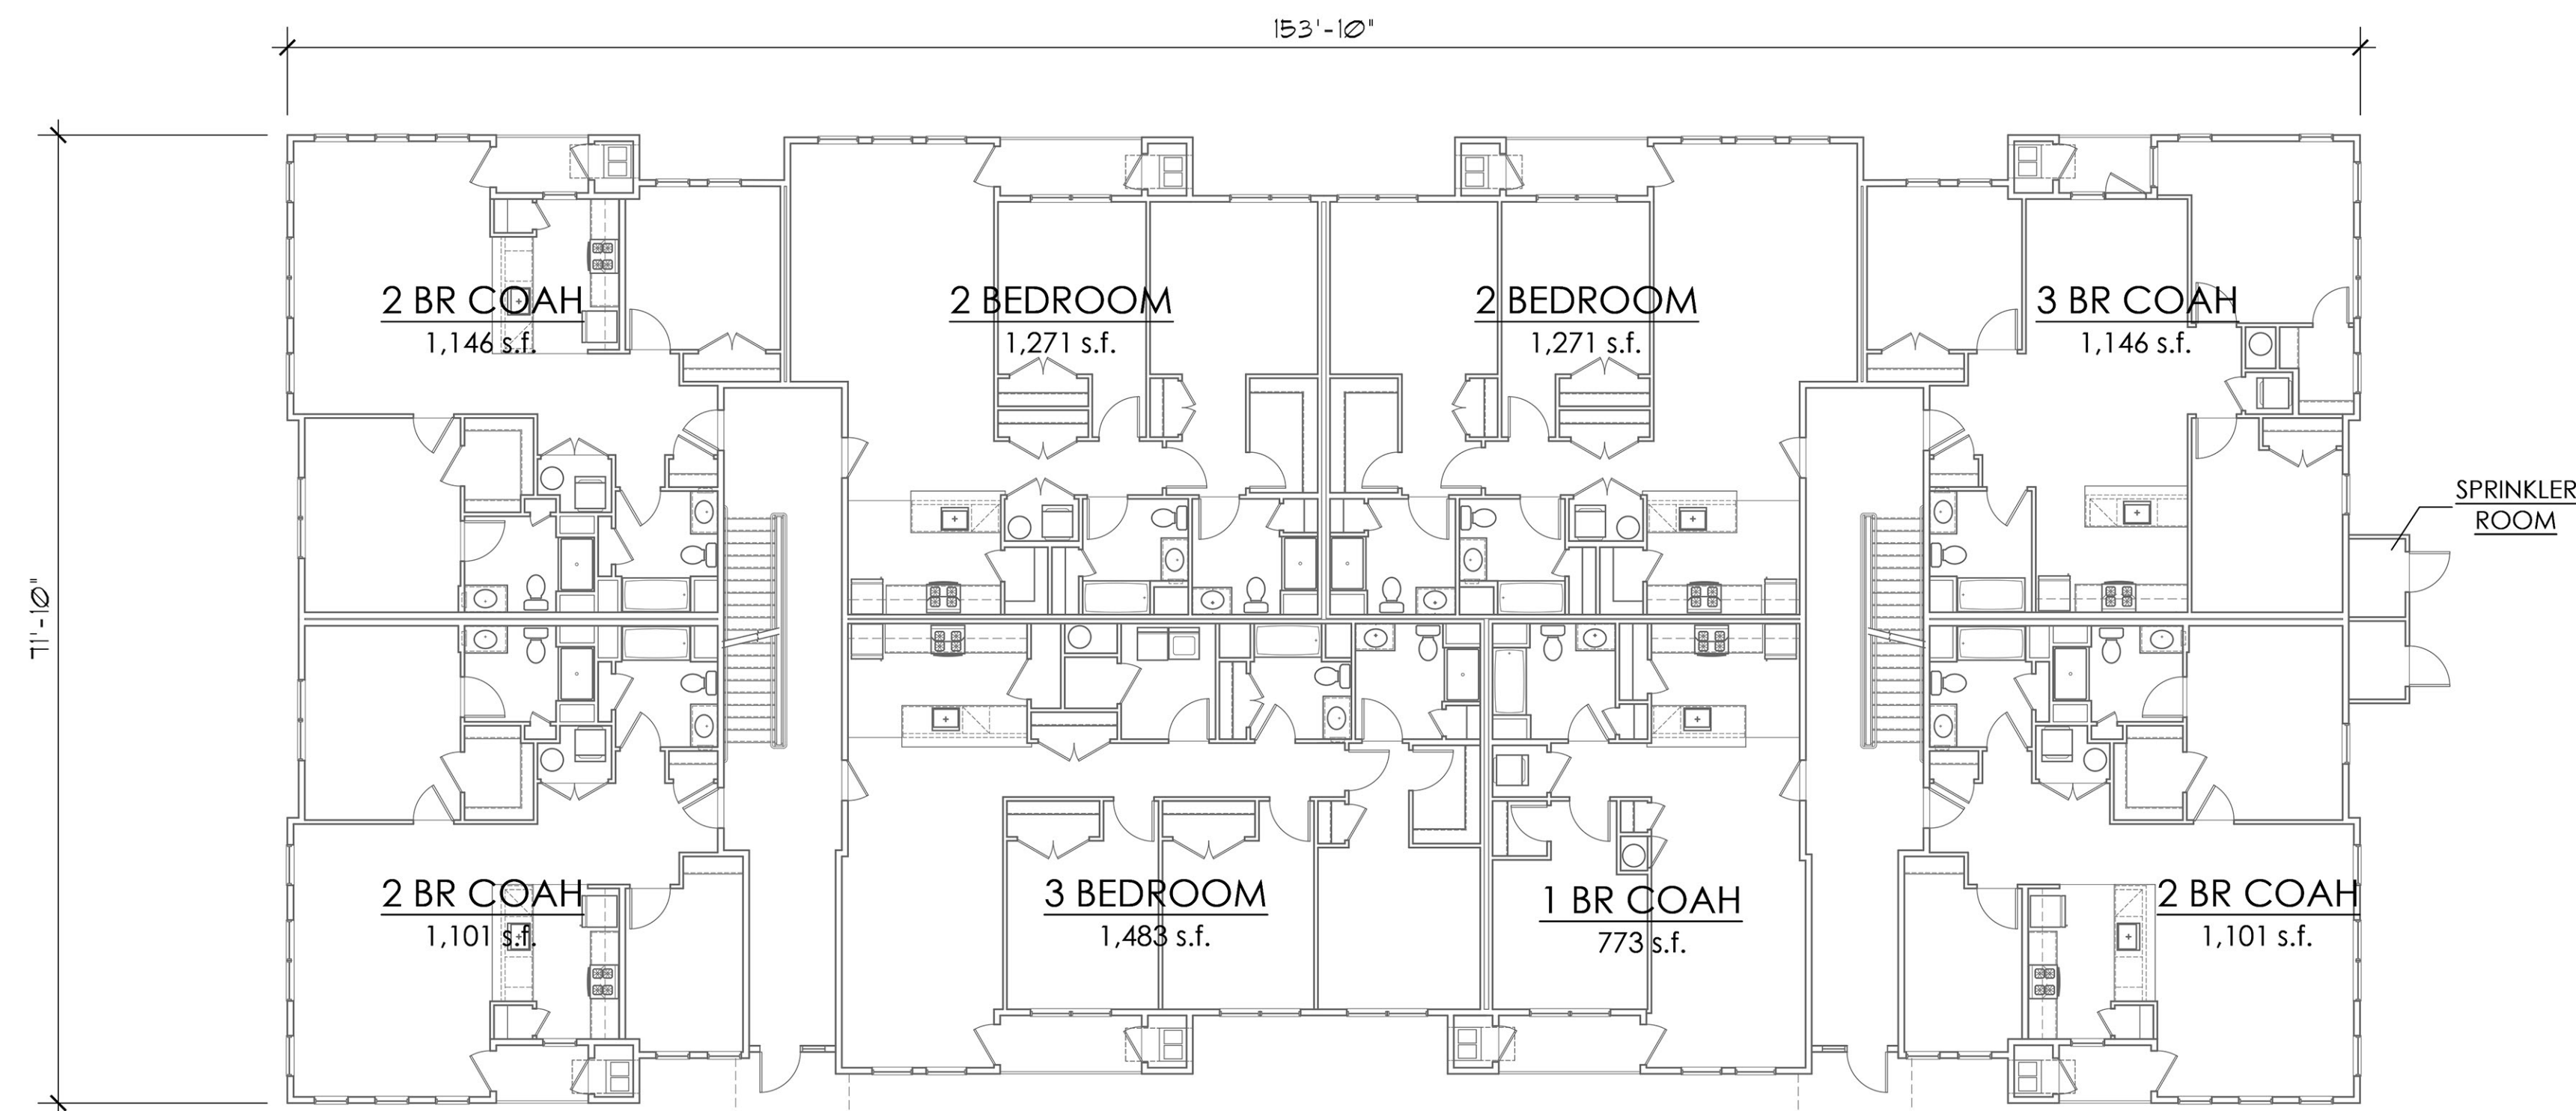 153'-10"
71'-10"
2 BR COAH
1,146 s.f.
2 BEDROOM
1,271 s.f.
2 BEDROOM
1,271 s.f.
3 BR COAH
1,146 s.f.
SPRINKLER
ROOM
2 BR COAH
1,101 s.f.
3 BEDROOM
1,483 s.f.
1 BR COAH
773 s.f.
2 BR COAH
1,101 s.f.